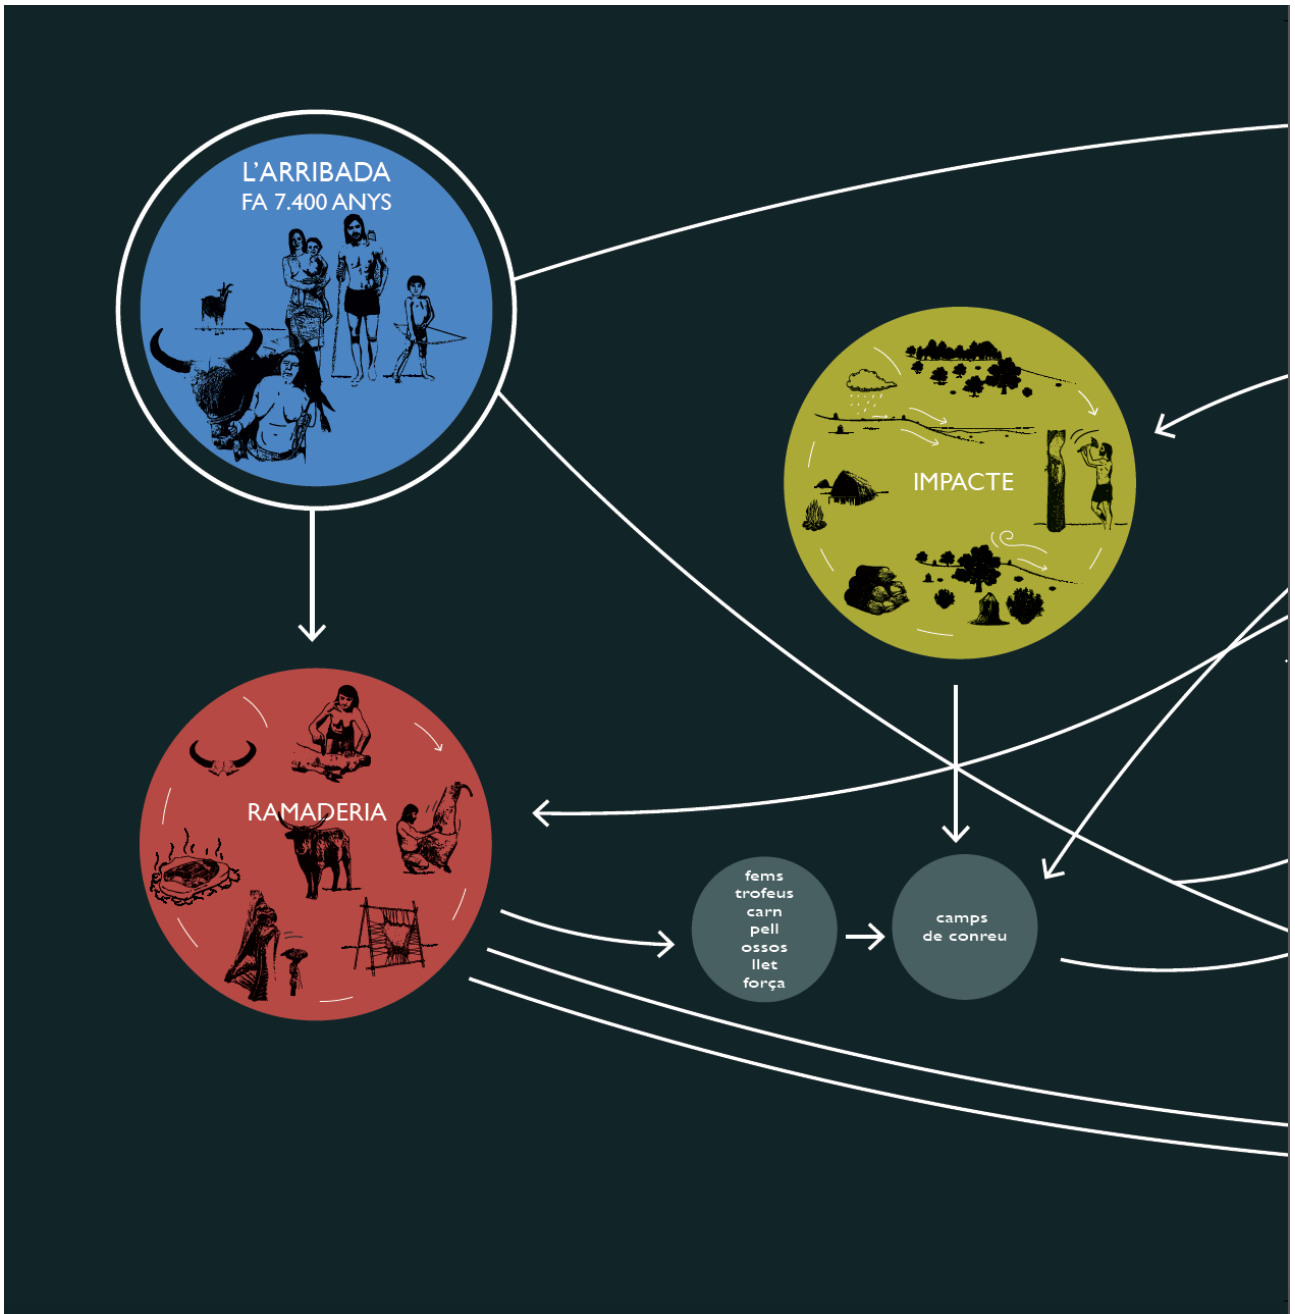 L'ARRIBADA
FA 7.400 ANYS
IMPACTE
RAMADERIA
fems
trofeus
carn
pell
ossos
llet
força
camps
de conreu